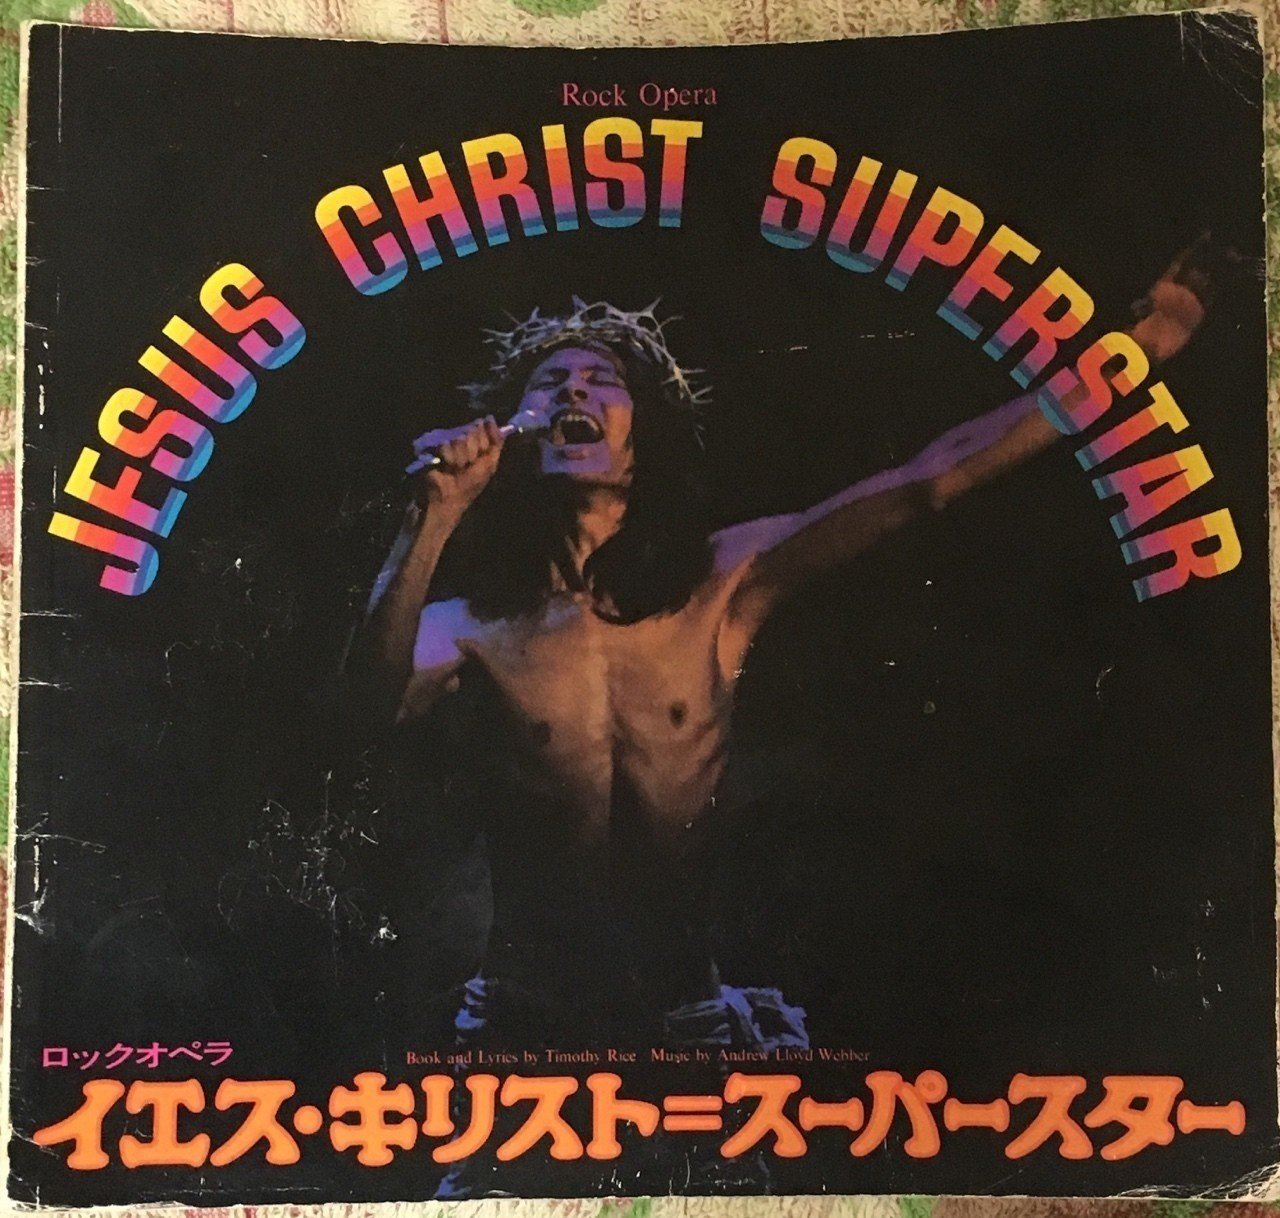 Rock Opera
JESUS CHRIST SUPERSTAR
ロックオペラ
Book and Lyrics by Timothy Rice Music by Andrew Lloyd Webber
イエス・キリスト=スーパースター